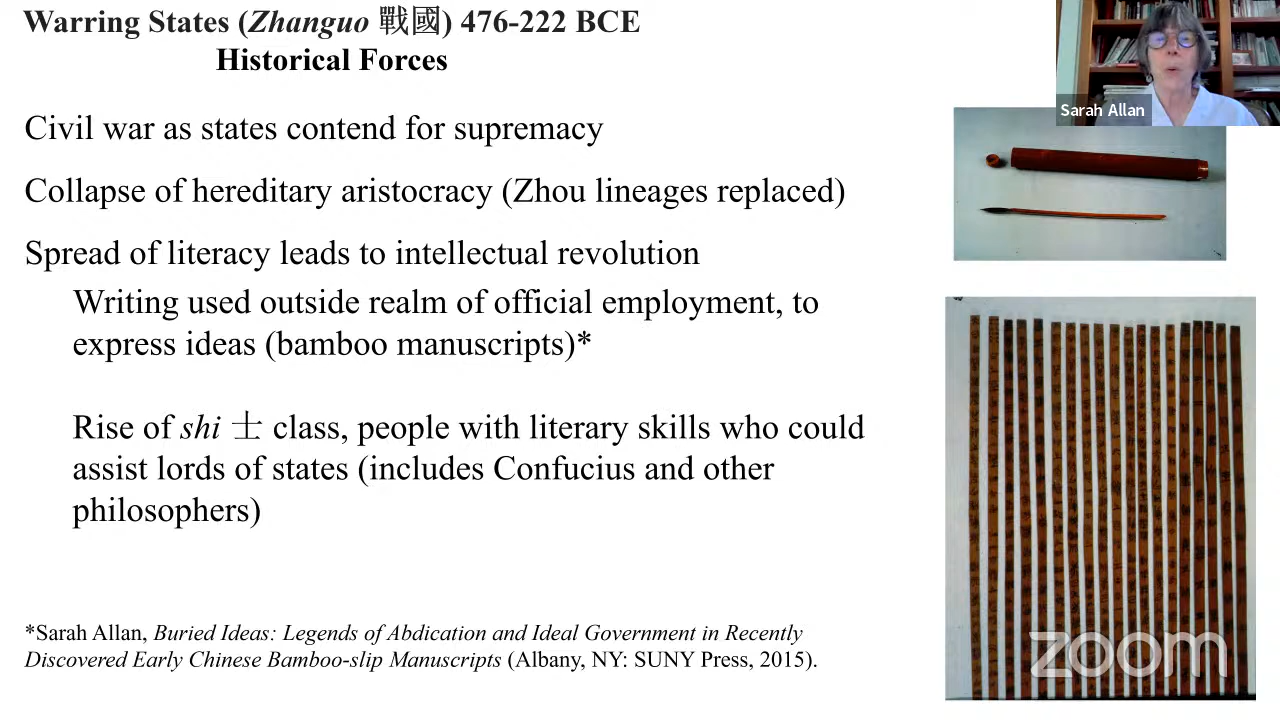 Warring States (Zhanguo 戰國) 476-222 BCE
Historical Forces
Civil war as states contend for supremacy
Collapse of hereditary aristocracy (Zhou lineages replaced)
Spread of literacy leads to intellectual revolution
Writing used outside realm of official employment, to
express ideas (bamboo manuscripts)*
Rise of shi 士 class, people with literary skills who could
assist lords of states (includes Confucius and other
philosophers)
*Sarah Allan, Buried Ideas: Legends of Abdication and Ideal Government in Recently
Discovered Early Chinese Bamboo-slip Manuscripts (Albany, NY: SUNY Press, 2015).
Sarah Allan
zoom